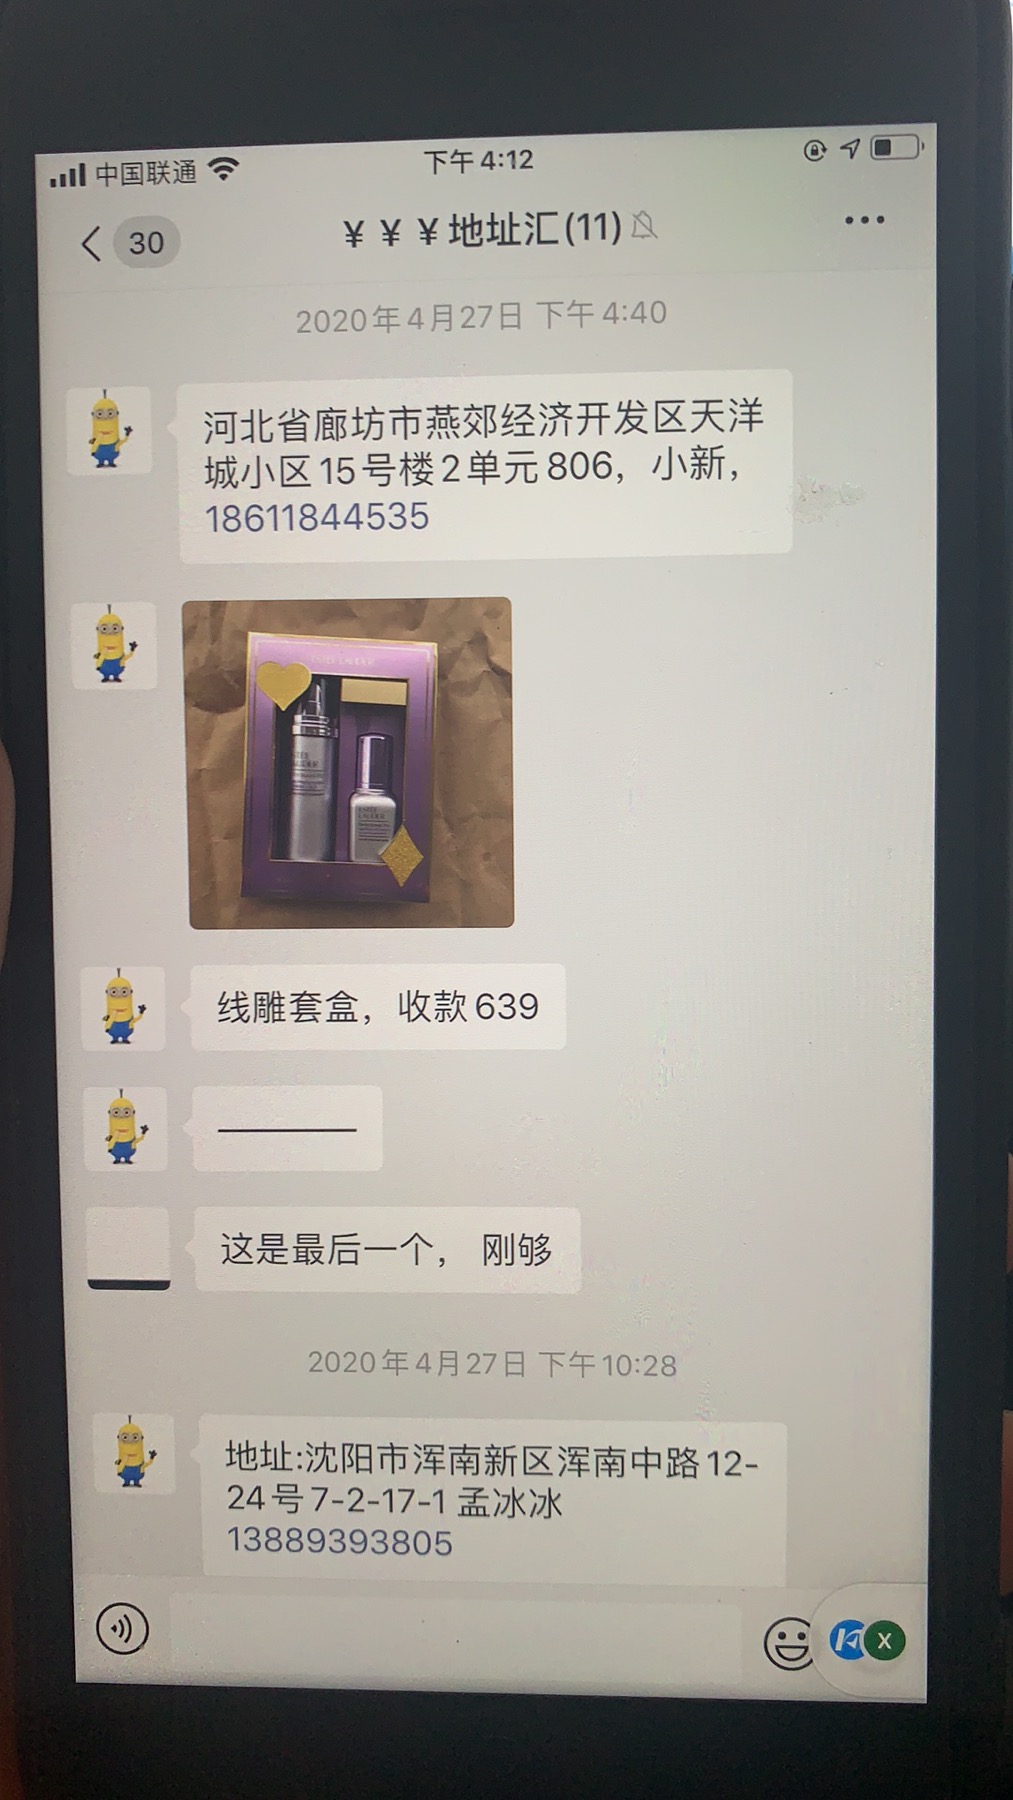 中国联通
下午4:12
30
¥ ¥ ¥地址汇(11)
2020年4月27日 下午4:40
河北省廊坊市燕郊经济开发区天洋
城小区15号楼2单元806，小新，
18611844535
ESTEE LAUDER
ESTEE
LAUDER
线雕套盒，收款639
这是最后一个， 刚够
2020年4月27日 下午10:28
地址:沈阳市浑南新区浑南中路12-
24号7-2-17-1 孟冰冰
13889393805
X